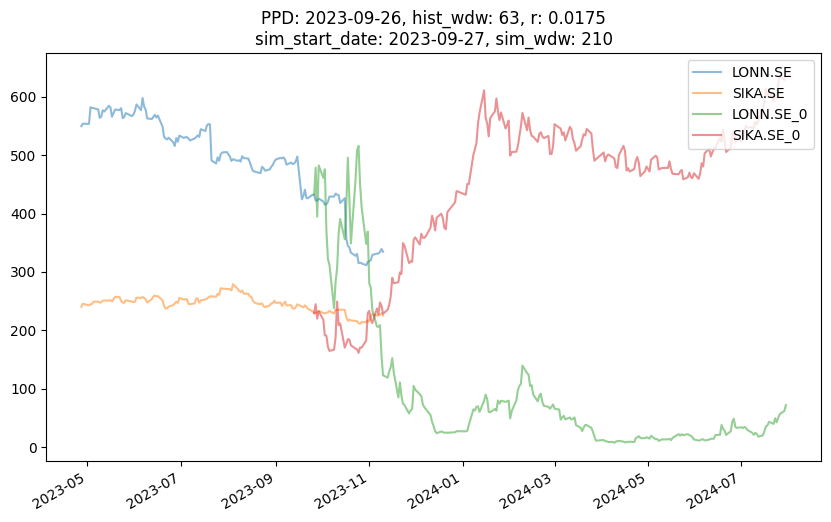 PPD: 2023-09-26, hist_wdw: 63, r: 0.0175
sim_start_date: 2023-09-27, sim_wdw: 210
LONN.SE
SIKA.SE
LONN.SE_0
SIKA.SE_0
600
500
400
300
200
100
0
2023-05
2023-07
2023-09
2023-11
2024-01
2024-03
2024-05
2024-07